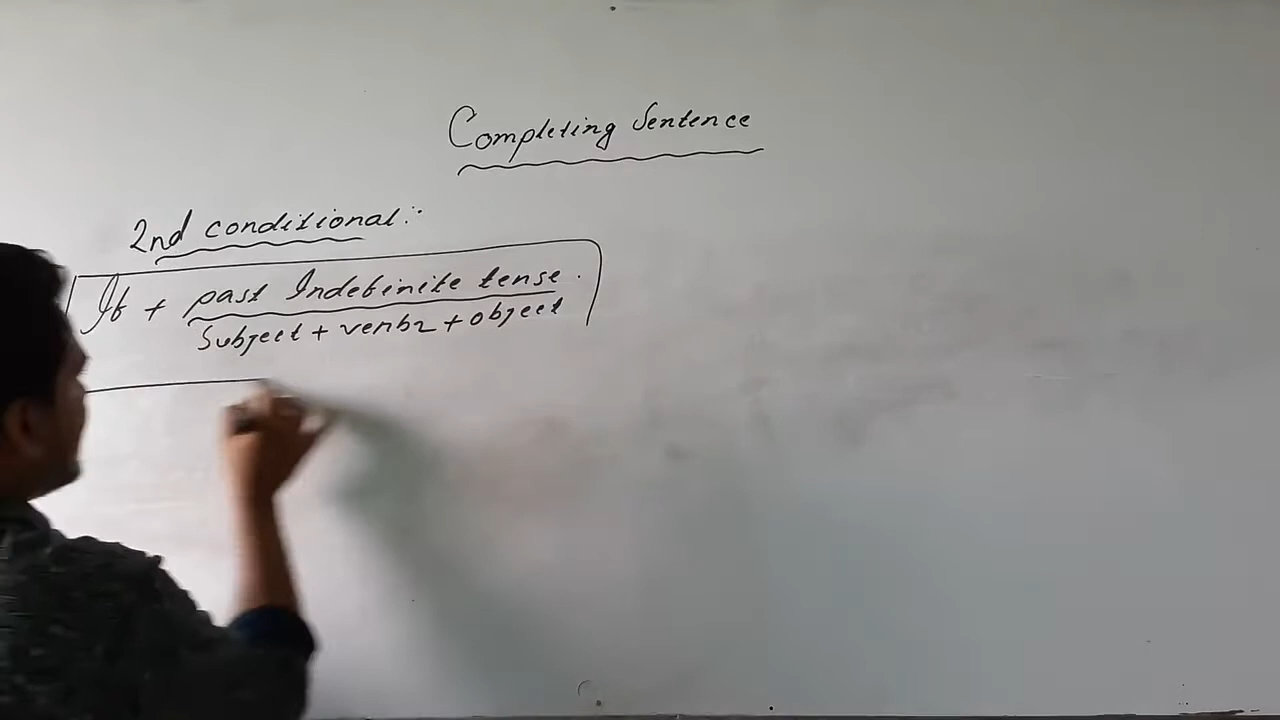 Completing Sentence
2nd conditional:
If + past Indefinite tense.
Subject + verb2 + object